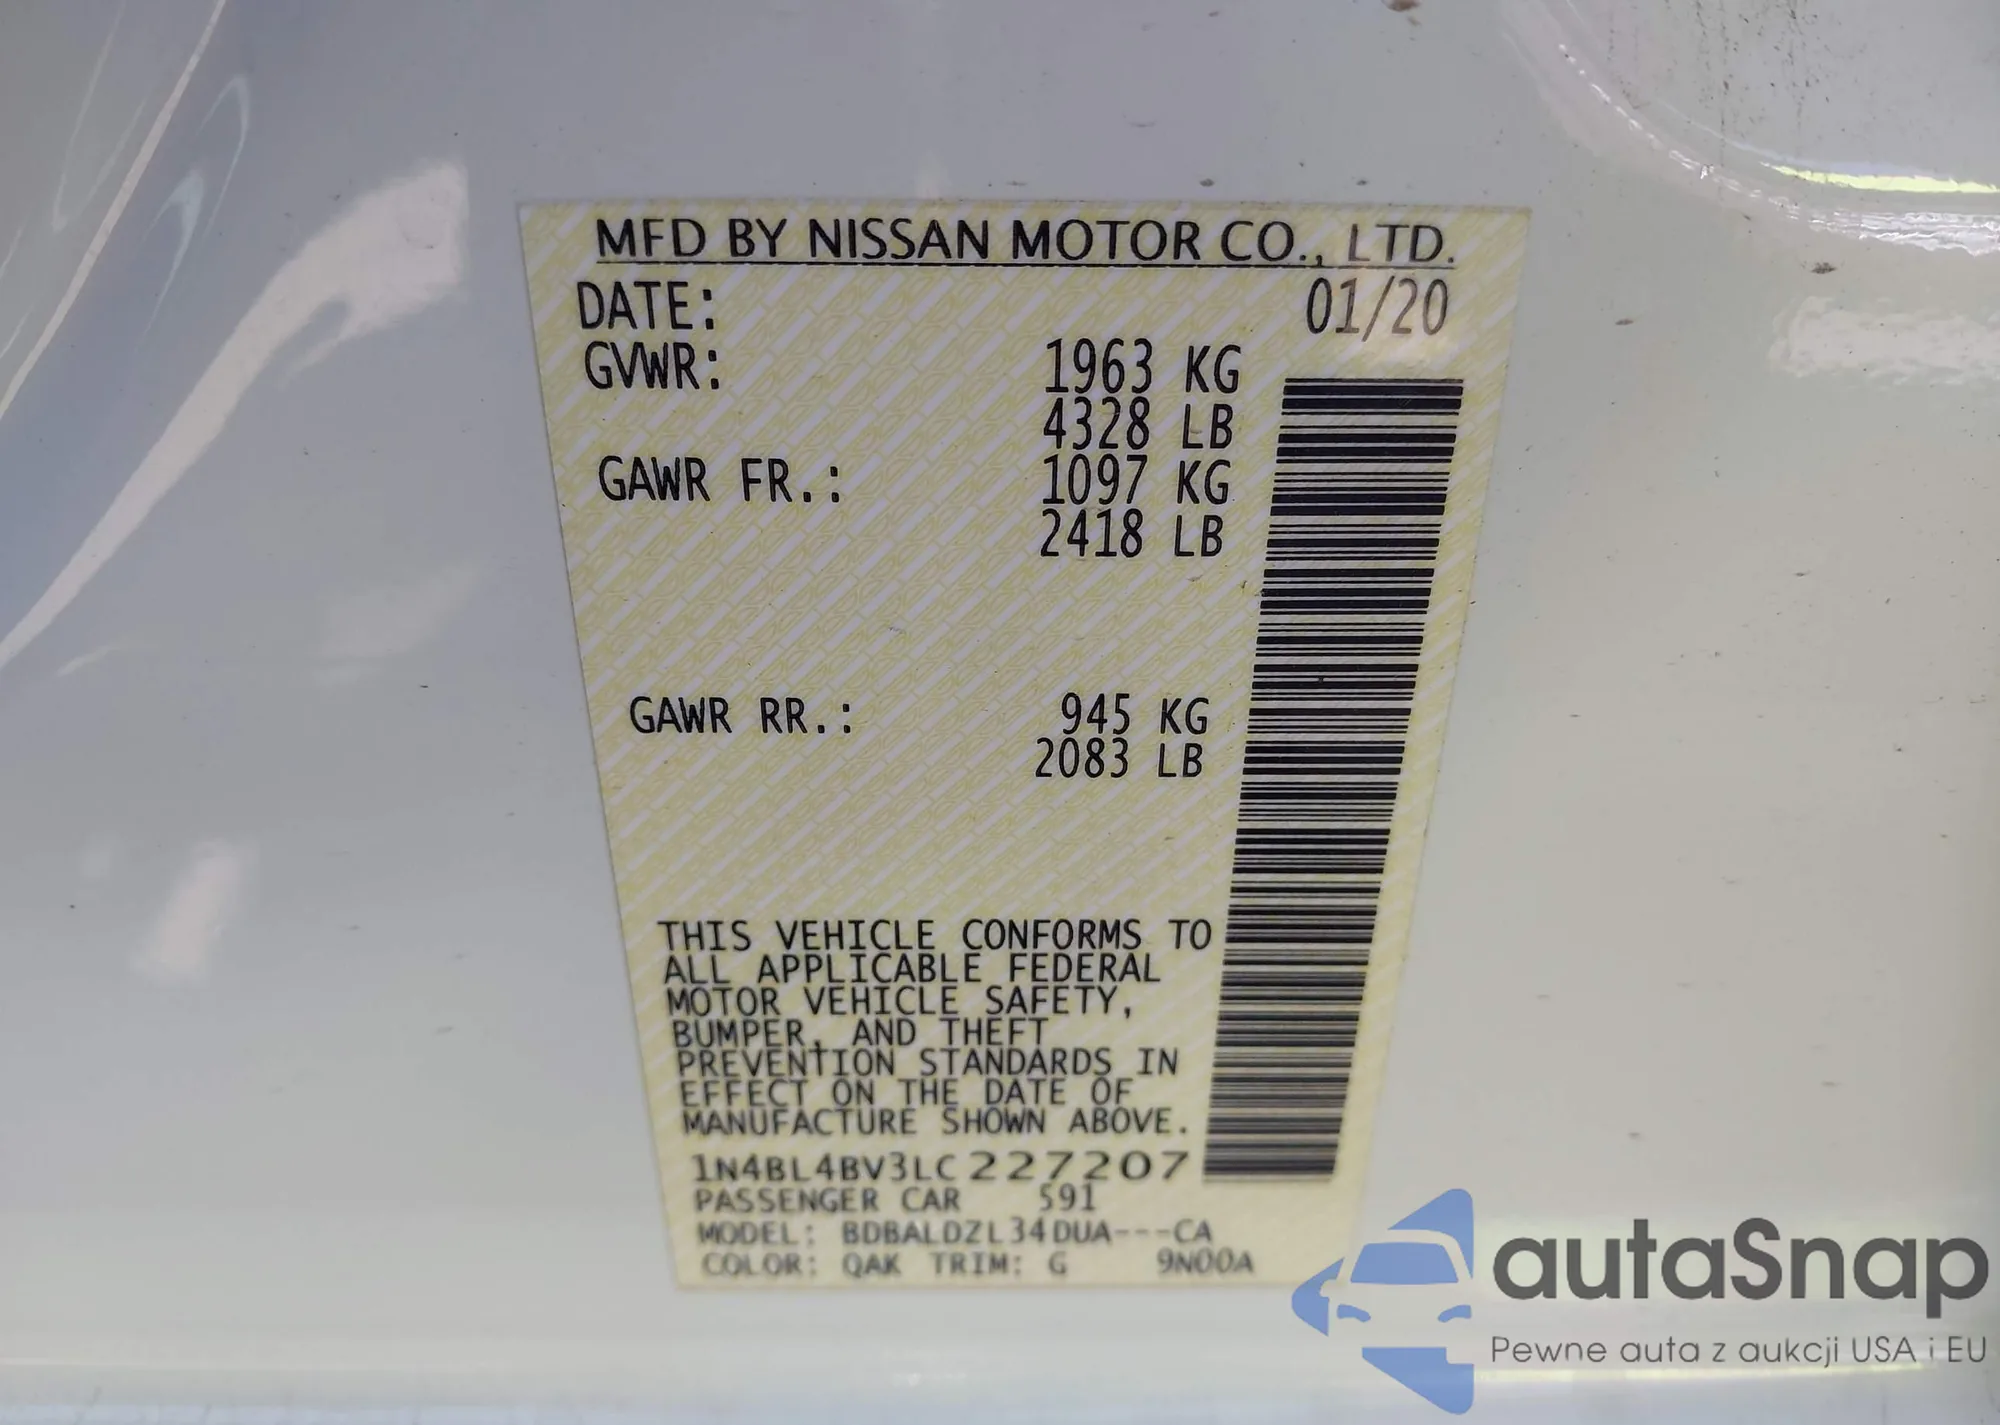 MFD BY NISSAN MOTOR CO., LTD.
DATE: 01/20
GVWR: 1963 KG
4328 LB
GAWR FR.: 1097 KG
2418 LB
GAWR RR.: 945 KG
2083 LB
THIS VEHICLE CONFORMS TO
ALL APPLICABLE FEDERAL
MOTOR VEHICLE SAFETY,
BUMPER, AND THEFT
PREVENTION STANDARDS IN
EFFECT ON THE DATE OF
MANUFACTURE SHOWN ABOVE.
1N4BL4BV3LC227207
PASSENGER CAR 591
MODEL: BDBALDZL34DUA---CA
COLOR: QAK TRIM: G 9N00A
autoSnap
Pewne auta z aukcji USA i EU